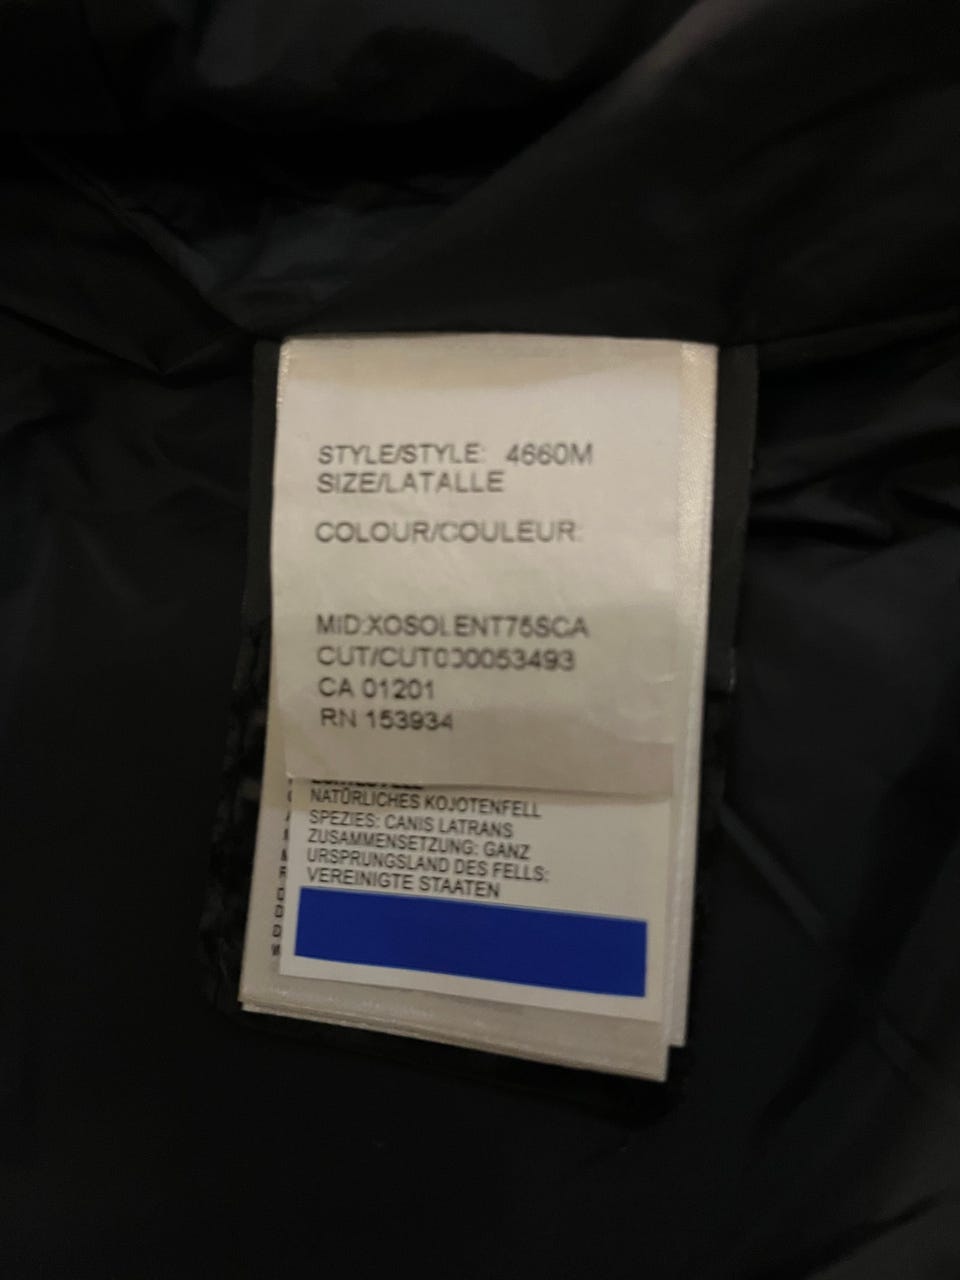 STYLE/STYLE: 4660M
SIZE/LATALLE
COLOUR/COULEUR:
MID:XOSOLENT75SCA
CUT/CUT000053493
CA 01201
RN 153934
NATÜRLICHES KOJOTENFELL
SPEZIES: CANIS LATRANS
ZUSAMMENSETZUNG: GANZ
URSPRUNGSLAND DES FELLS:
VEREINIGTE STAATEN